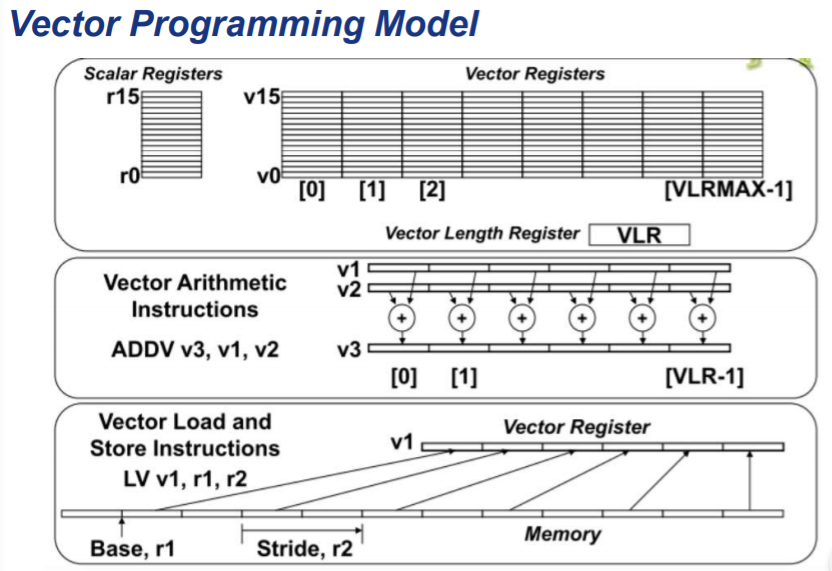 Vector Programming Model
Scalar Registers
Vector Registers
r15
v15
r0
v0
[0] [1] [2] [VLRMAX-1]
Vector Length Register VLR
Vector Arithmetic
Instructions
ADDV v3, v1, v2
v1
v2
+ + + + + +
v3
[0] [1] [VLR-1]
Vector Load and
Store Instructions
LV v1, r1, r2
v1
Vector Register
Base, r1
Stride, r2
Memory